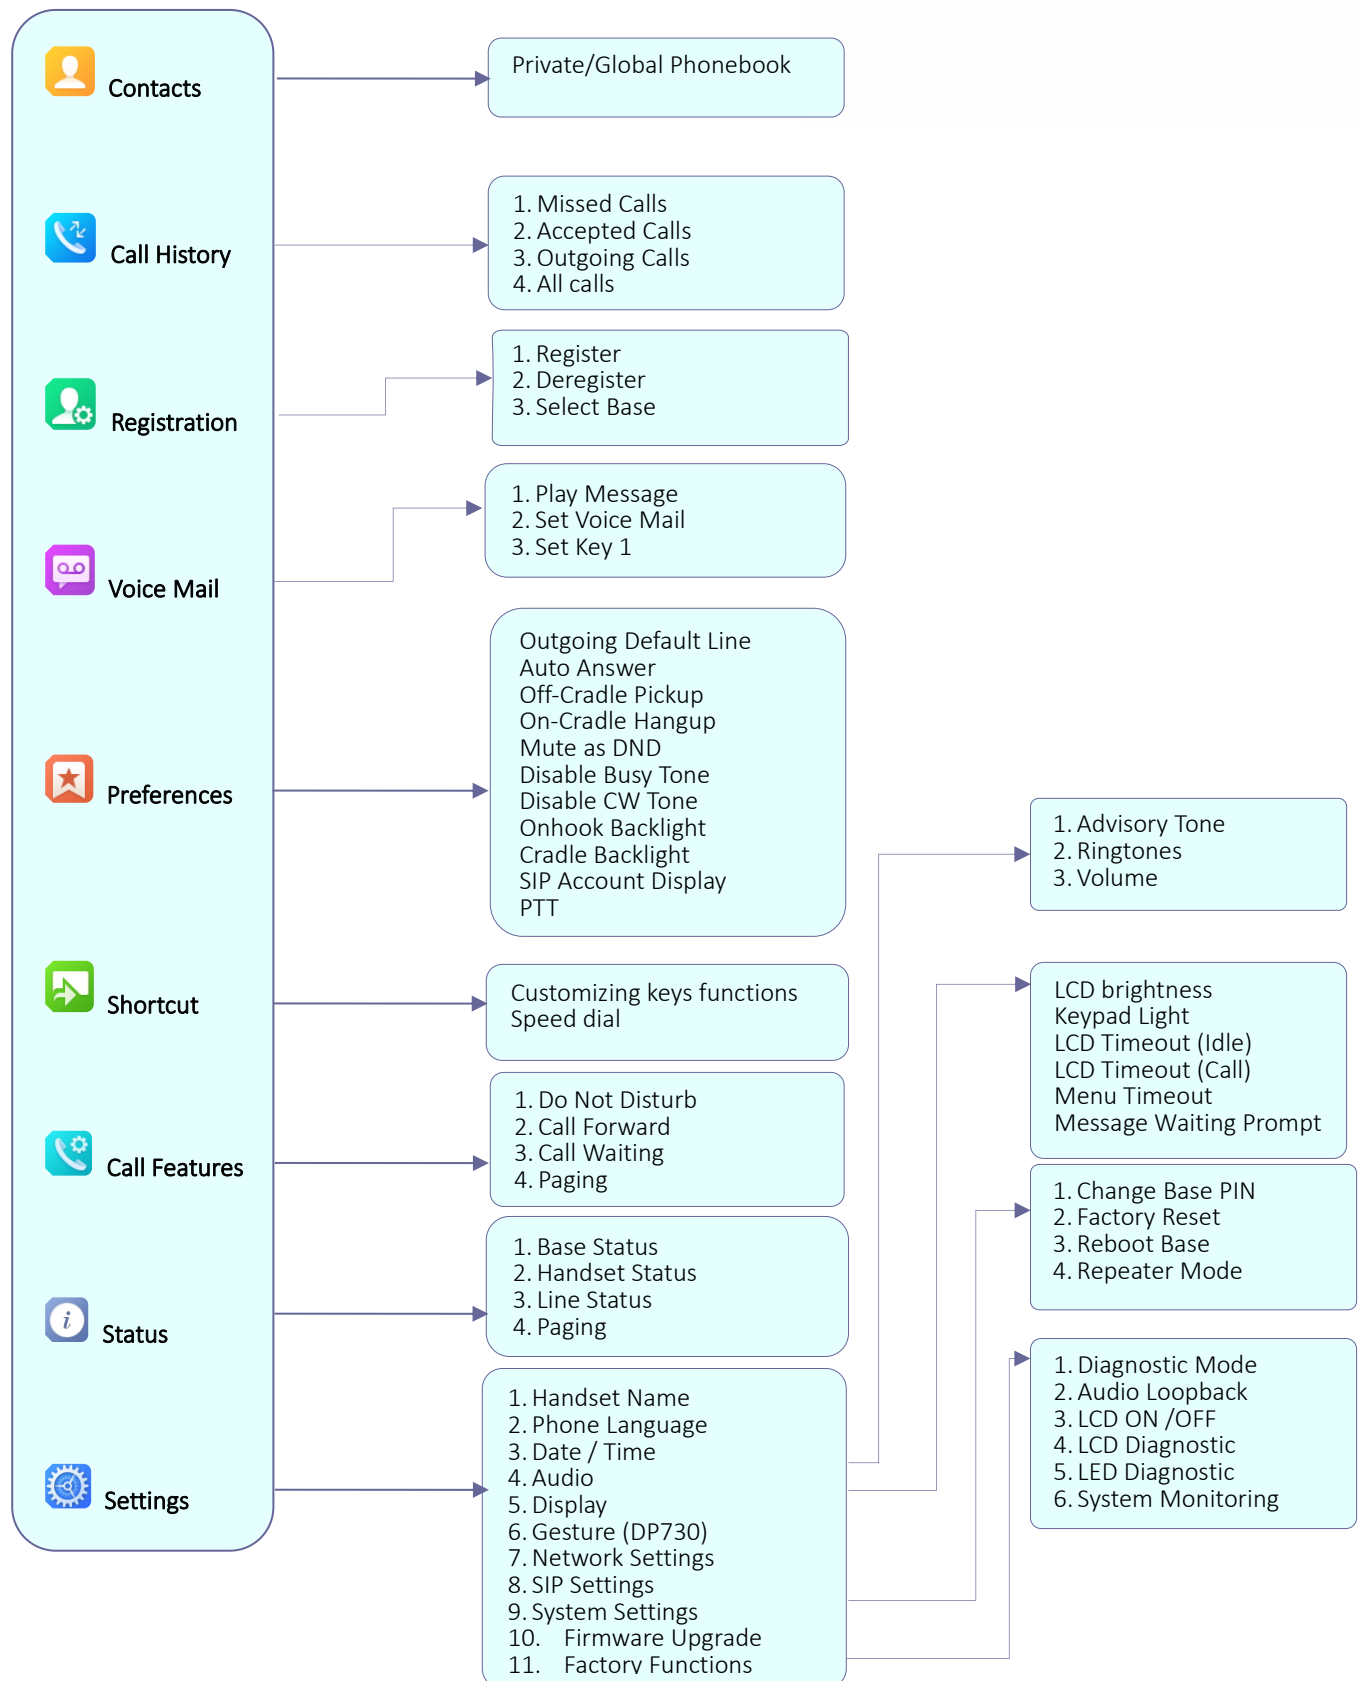 Contacts
Private/Global Phonebook
Call History
1. Missed Calls
2. Accepted Calls
3. Outgoing Calls
4. All calls
Registration
1. Register
2. Deregister
3. Select Base
Voice Mail
1. Play Message
2. Set Voice Mail
3. Set Key 1
Preferences
Outgoing Default Line
Auto Answer
Off-Cradle Pickup
On-Cradle Hangup
Mute as DND
Disable Busy Tone
Disable CW Tone
Onhook Backlight
Cradle Backlight
SIP Account Display
PTT
Shortcut
Customizing keys functions
Speed dial
Call Features
1. Do Not Disturb
2. Call Forward
3. Call Waiting
4. Paging
Status
1. Base Status
2. Handset Status
3. Line Status
4. Paging
Settings
1. Handset Name
2. Phone Language
3. Date / Time
4. Audio
5. Display
6. Gesture (DP730)
7. Network Settings
8. SIP Settings
9. System Settings
10. Firmware Upgrade
11. Factory Functions
1. Advisory Tone
2. Ringtones
3. Volume
LCD brightness
Keypad Light
LCD Timeout (Idle)
LCD Timeout (Call)
Menu Timeout
Message Waiting Prompt
1. Change Base PIN
2. Factory Reset
3. Reboot Base
4. Repeater Mode
1. Diagnostic Mode
2. Audio Loopback
3. LCD ON /OFF
4. LCD Diagnostic
5. LED Diagnostic
6. System Monitoring